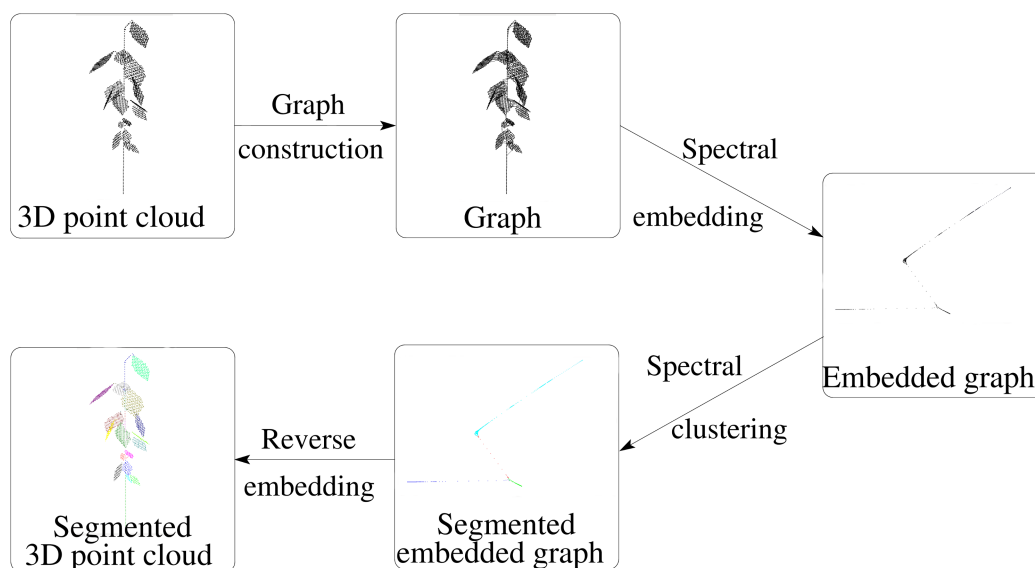 Graph
construction
3D point cloud
Graph
Spectral
embedding
Embedded graph
Spectral
clustering
Segmented
embedded graph
Reverse
embedding
Segmented
3D point cloud